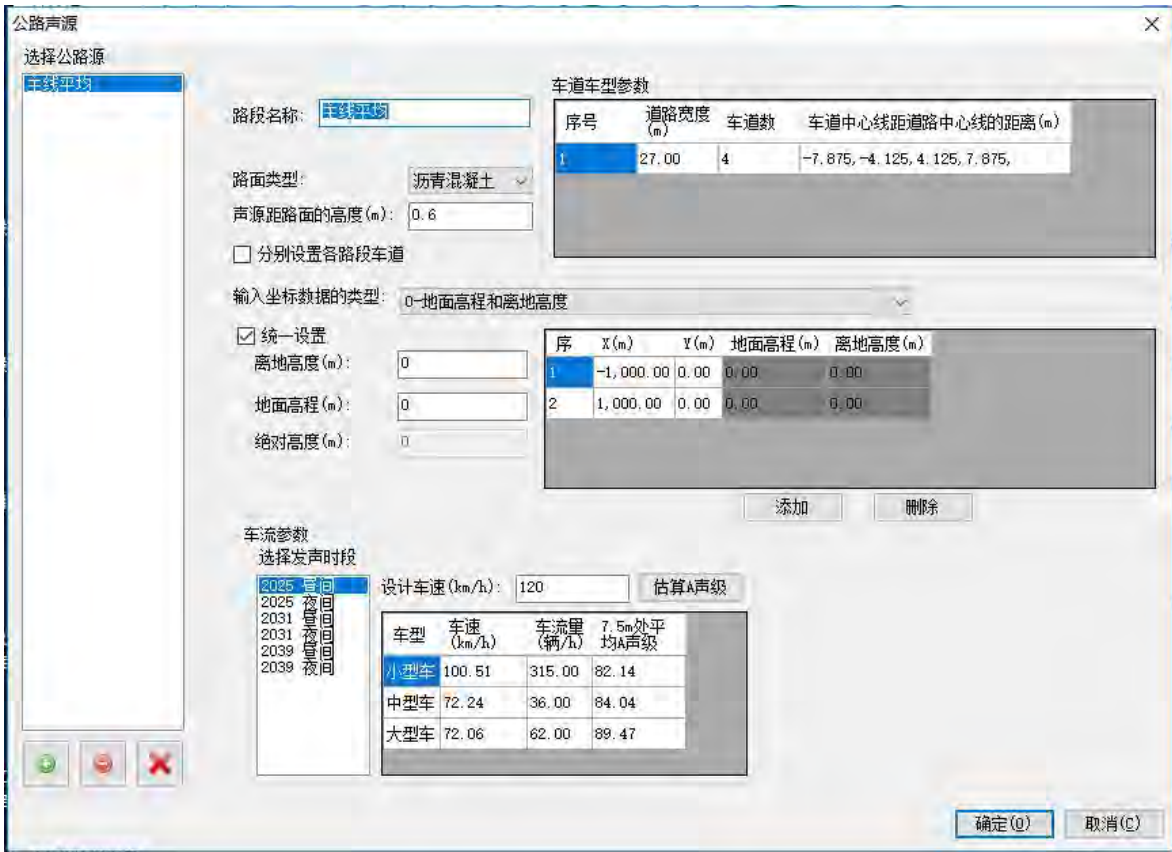 公路声源
选择公路源
主线平均
路段名称: 主线平均
路面类型: 沥青混凝土
声源距路面的高度(m): 0.6
分别设置各路段车道
车道车型参数
序号 道路宽度(m) 车道数 车道中心线距道路中心线的距离(m)
1 27.00 4 -7.875,-4.125,4.125,7.875,
输入坐标数据的类型: 0-地面高程和离地高度
统一设置
离地高度(m): 0
地面高程(m): 0
绝对高度(m): 0
序 X(m) Y(m) 地面高程(m) 离地高度(m)
1 -1,000.00 0.00 0.00 0.00
2 1,000.00 0.00 0.00 0.00
添加 删除
车流参数
选择发声时段
2025 昼间
2025 夜间
2031 昼间
2031 夜间
2039 昼间
2039 夜间
设计车速(km/h): 120 估算A声级
车型 车速(km/h) 车流量(辆/h) 7.5m处平均A声级
小型车 100.51 315.00 82.14
中型车 72.24 36.00 84.04
大型车 72.06 62.00 89.47
确定(O) 取消(C)